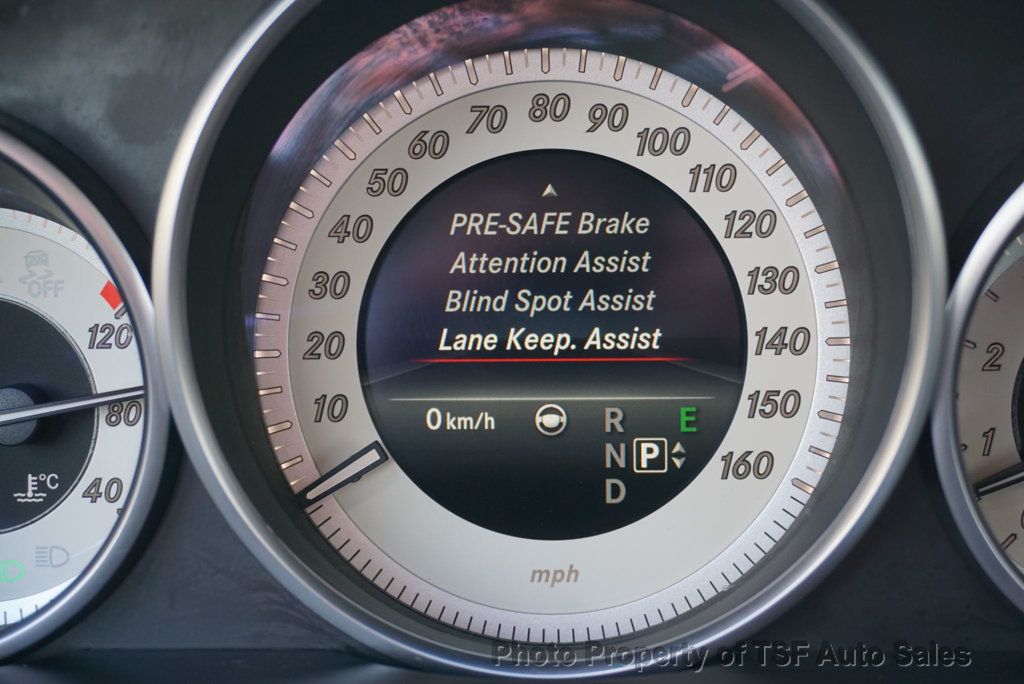 10
20
30
40
50
60
70
80
90
100
110
120
130
140
150
160
mph
PRE-SAFE Brake
Attention Assist
Blind Spot Assist
Lane Keep. Assist
0 km/h
R E
N P
D
OFF
120
80
40
°C
2
1
Photo Property of TSF Auto Sales